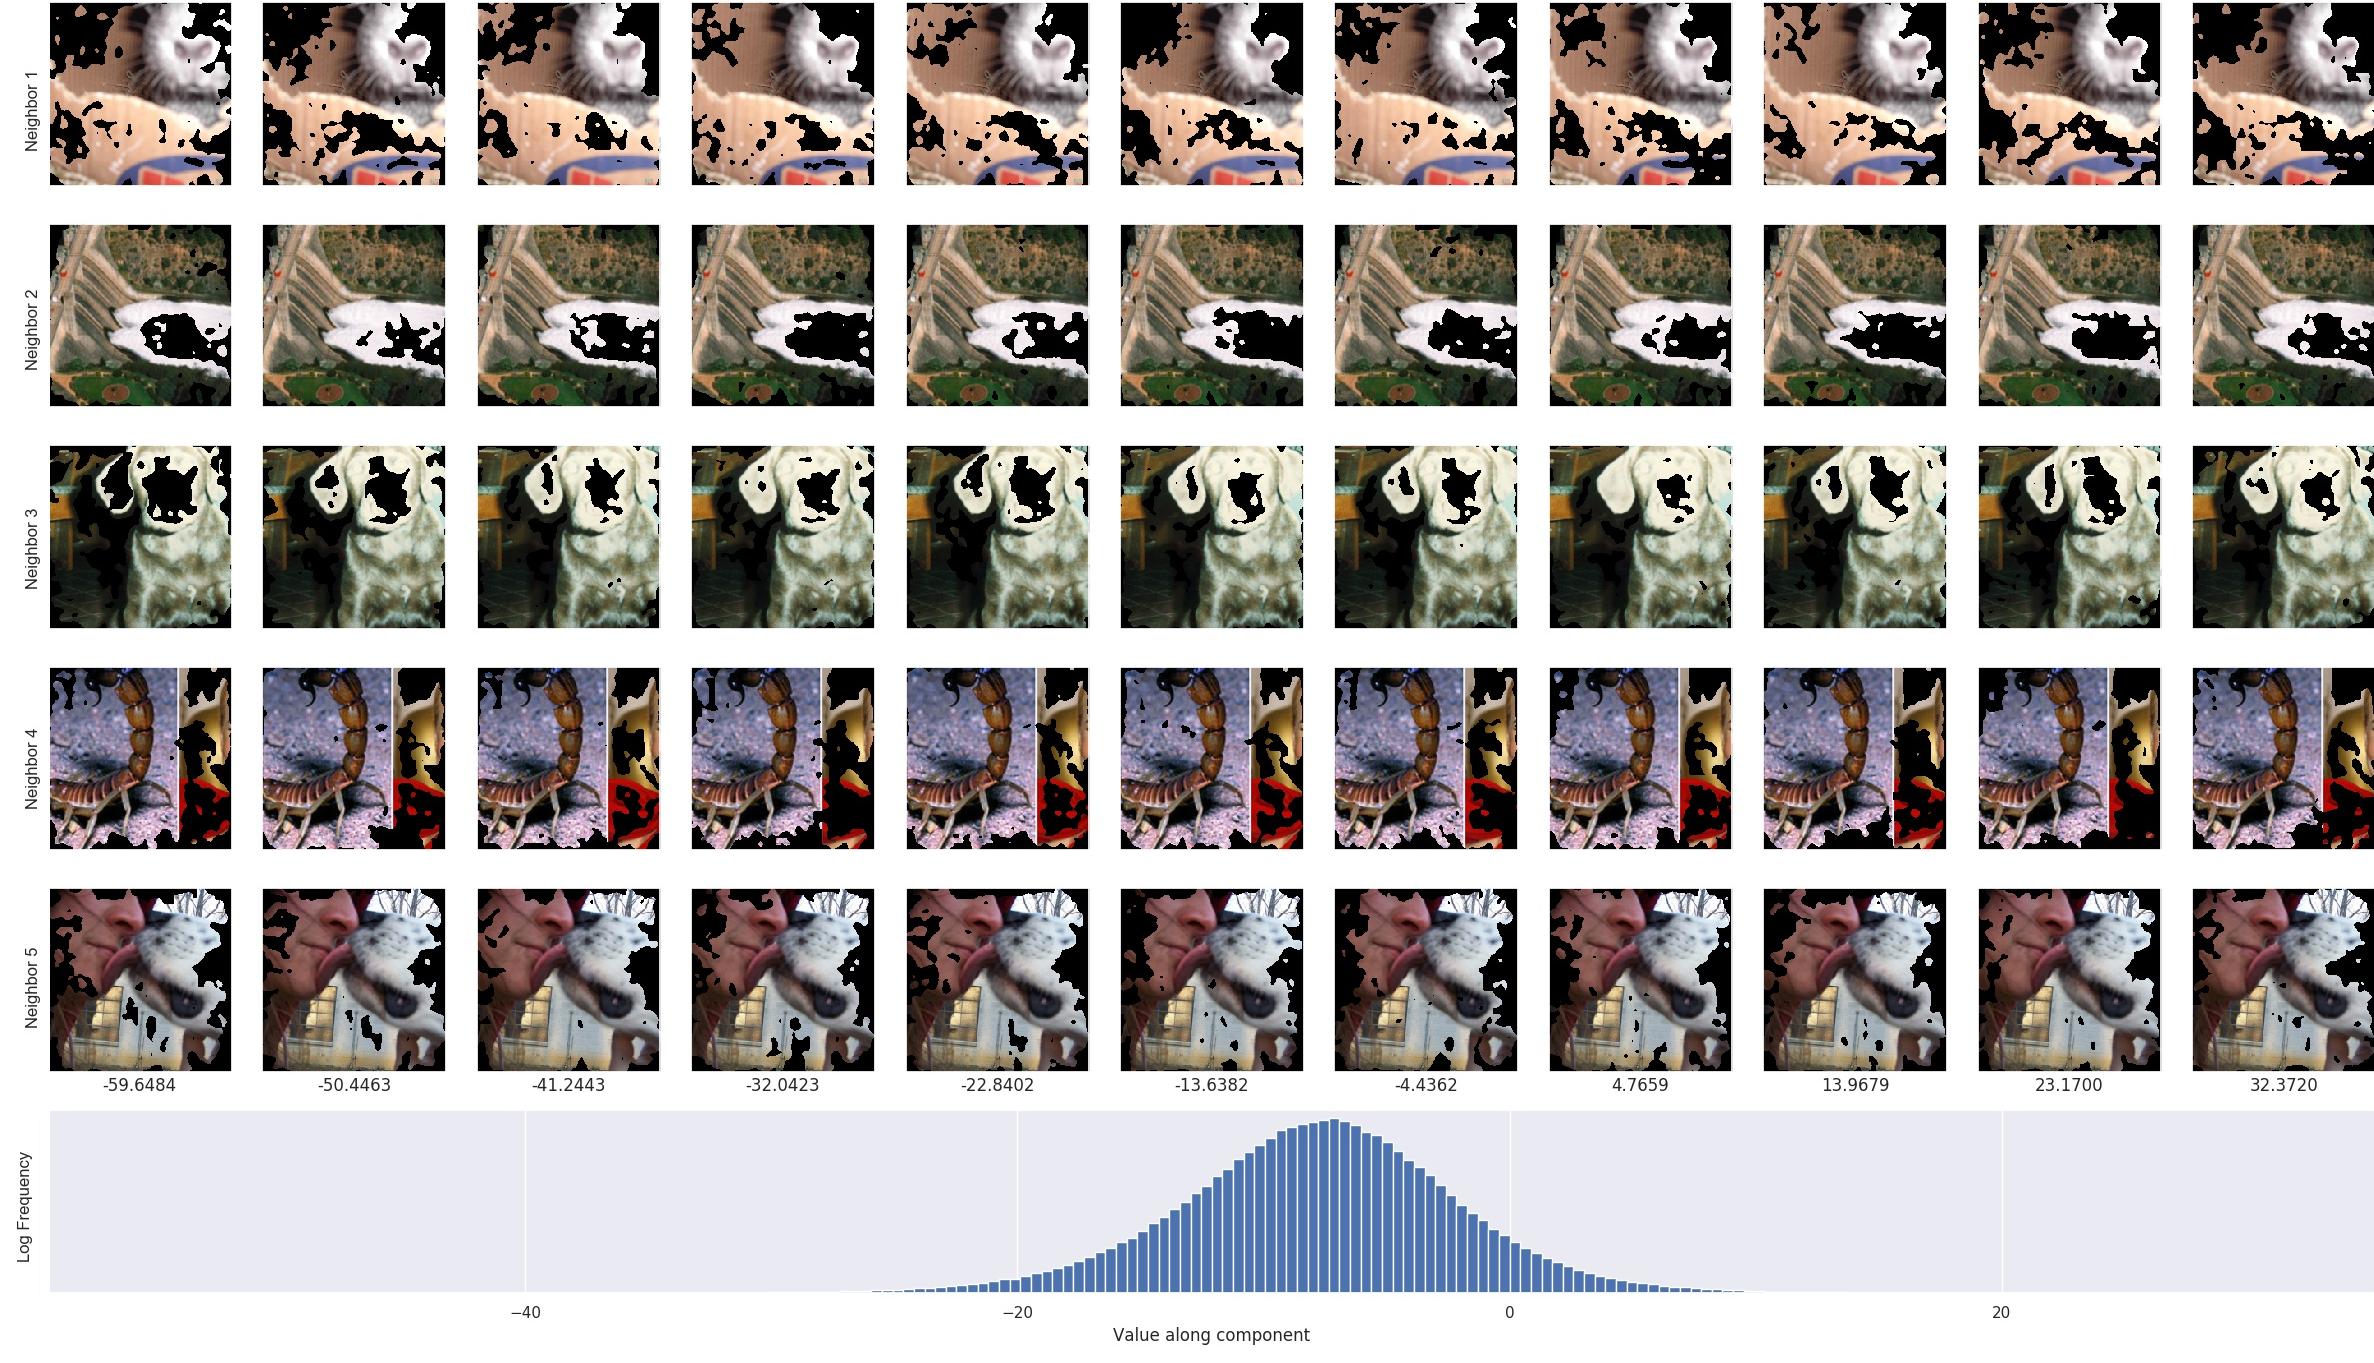 Neighbor 1
Neighbor 2
Neighbor 3
Neighbor 4
Neighbor 5
-59.6484 -50.4463 -41.2443 -32.0423 -22.8402 -13.6382 -4.4362 4.7659 13.9679 23.1700 32.3720
Log Frequency
−40 −20 0 20
Value along component